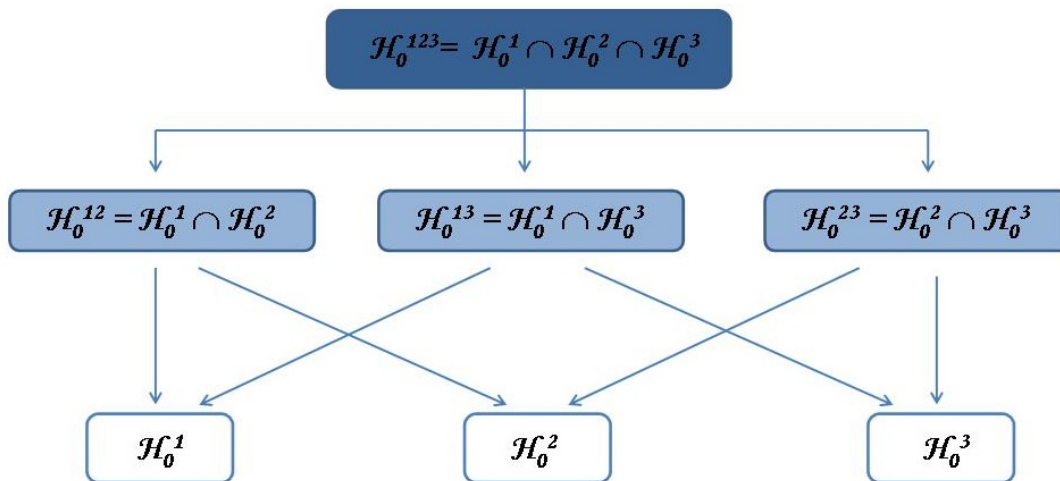 ℋ₀¹²³= ℋ₀¹ ∩ ℋ₀² ∩ ℋ₀³
ℋ₀¹² = ℋ₀¹ ∩ ℋ₀²
ℋ₀¹³ = ℋ₀¹ ∩ ℋ₀³
ℋ₀²³ = ℋ₀² ∩ ℋ₀³
ℋ₀¹
ℋ₀²
ℋ₀³